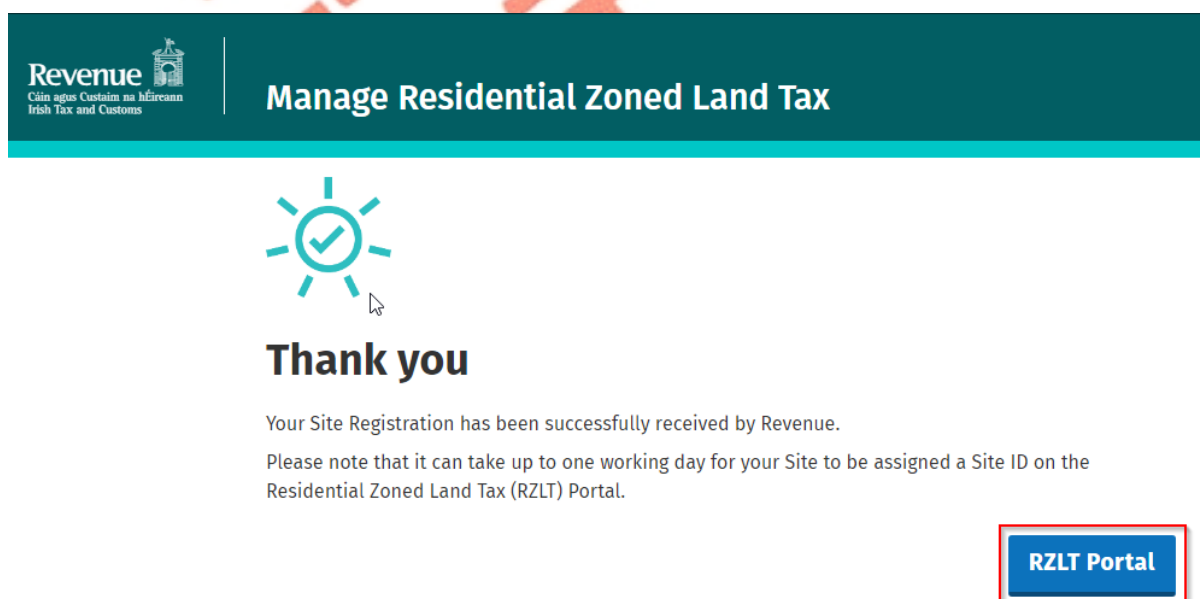 Revenue
Cáin agus Custaim na hÉireann
Irish Tax and Customs
Manage Residential Zoned Land Tax
Thank you
Your Site Registration has been successfully received by Revenue.
Please note that it can take up to one working day for your Site to be assigned a Site ID on the
Residential Zoned Land Tax (RZLT) Portal.
RZLT Portal